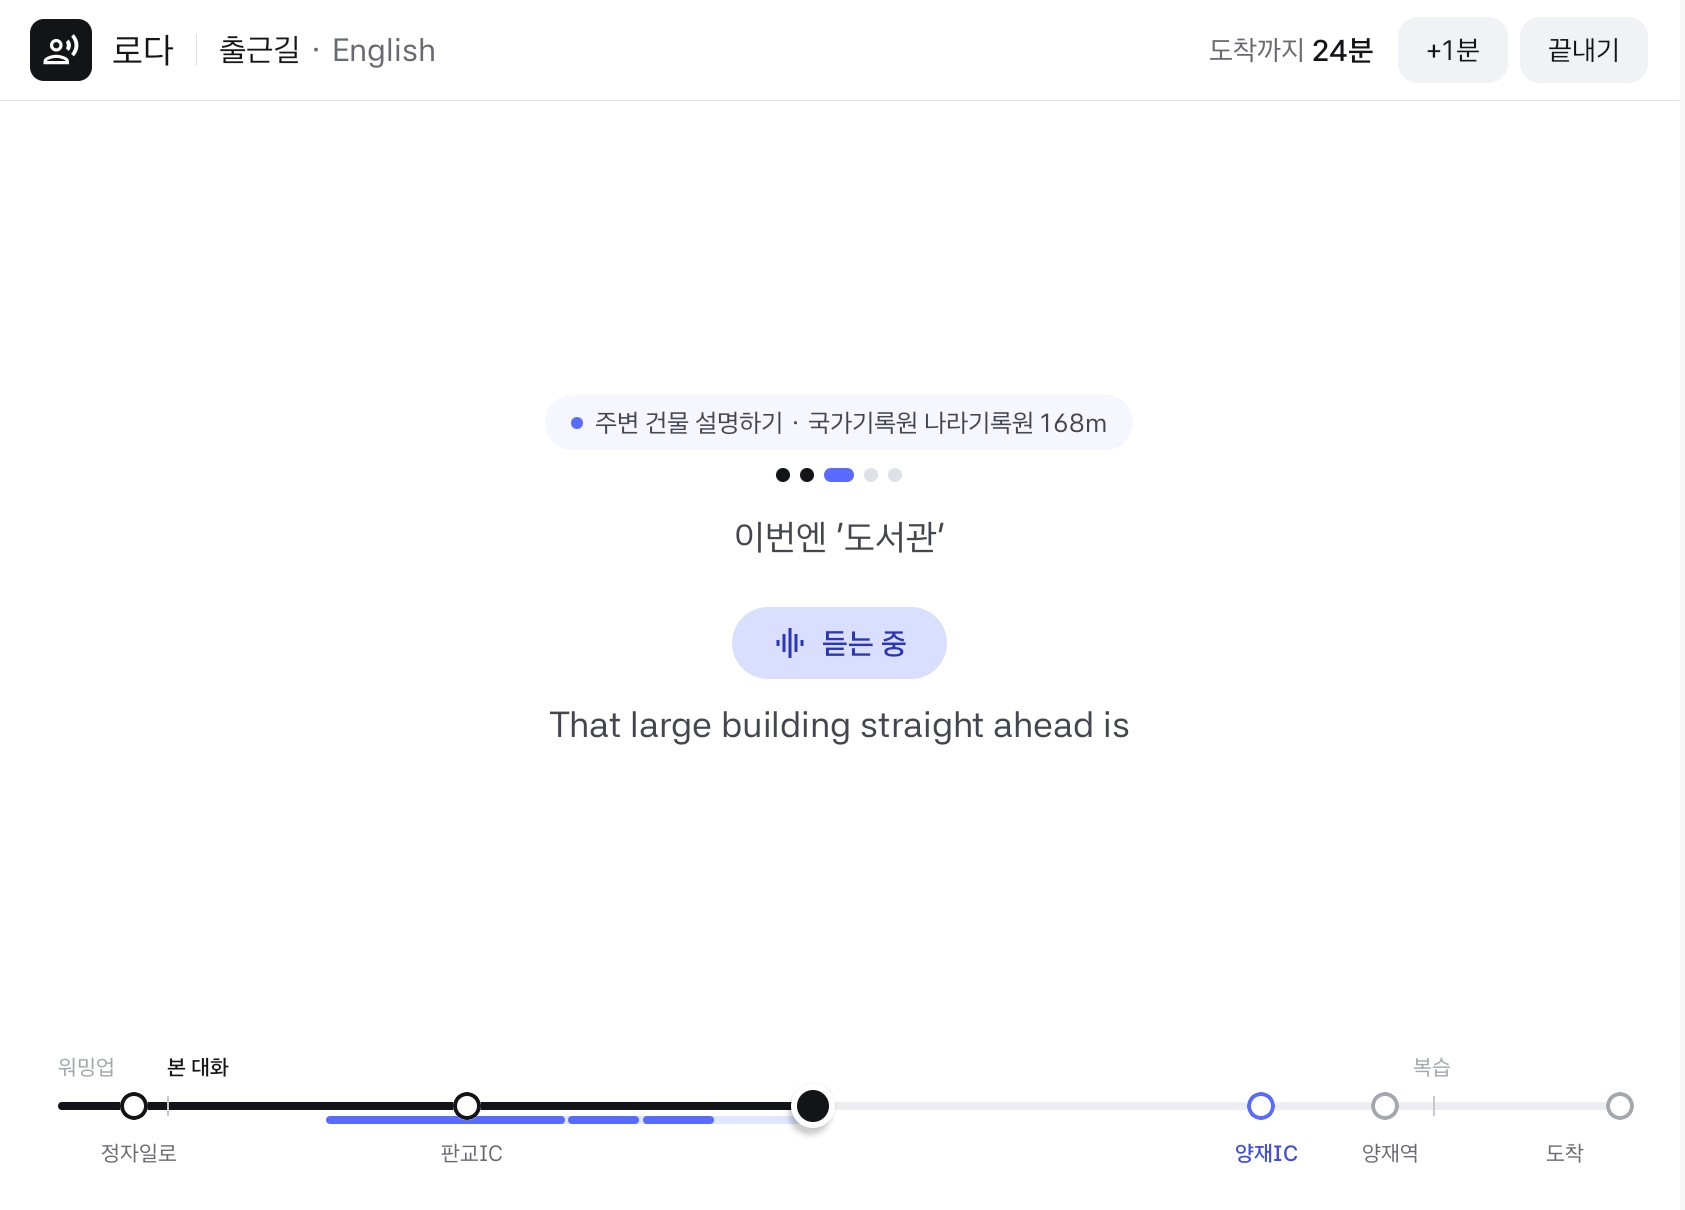 로다 출근길 · English 도착까지 24분 +1분 끝내기
주변 건물 설명하기 · 국가기록원 나라기록원 168m
이번엔 ‘도서관’
듣는 중
That large building straight ahead is
워밍업 본 대화 복습
정자일로 판교IC 양재IC 양재역 도착